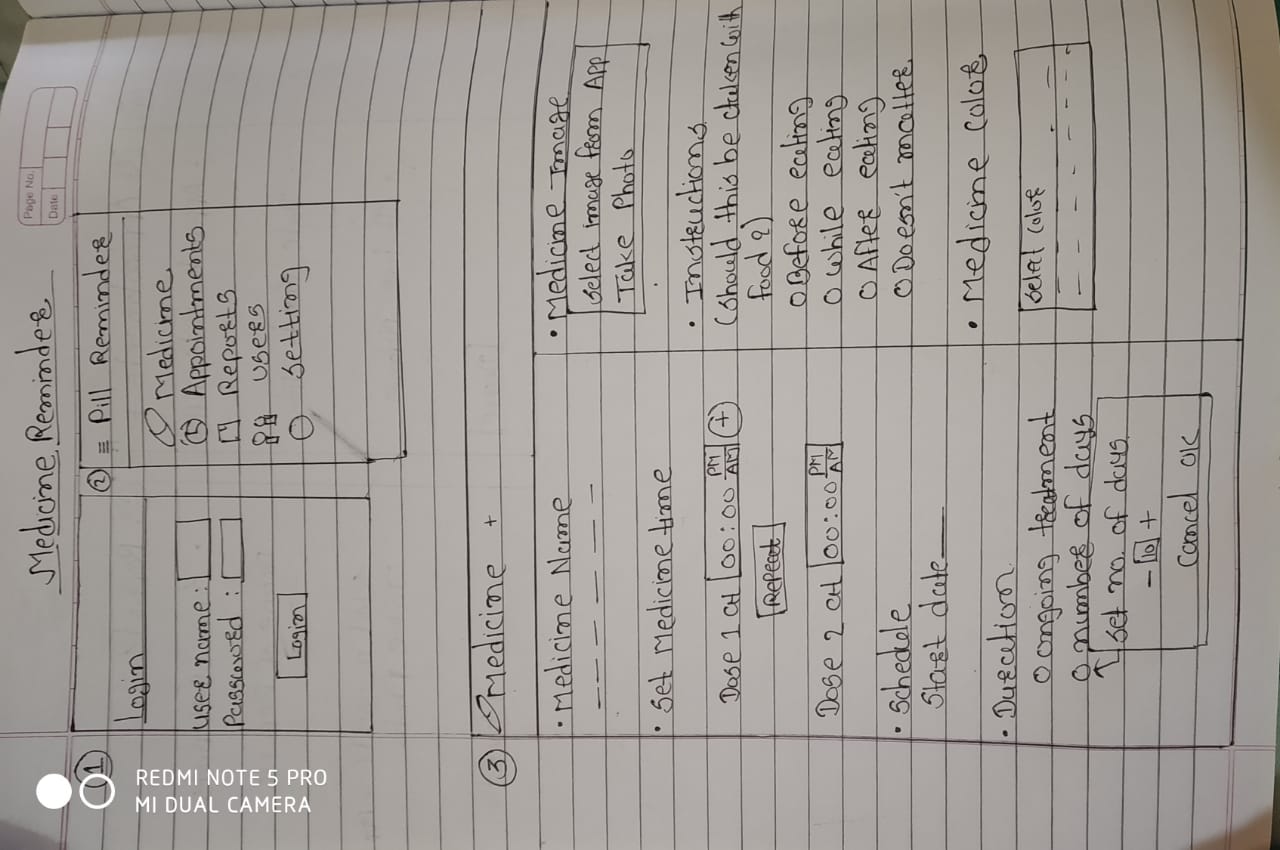 Medicine Reminder
Page No.
Date
REDMI NOTE 5 PRO
MI DUAL CAMERA
1
Login
user name:
Password :
Login
2
≡ Pill Reminder
Medicine
Appointments
Reports
users
Setting
3
Medicine +
• Medicine Name
— — — — — —
• Set Medicine time
Dose 1 at 00:00 PM AM +
Repeat
Dose 2 at 00:00 PM AM
• Schedule
Start date
• Duration
○ ongoing treatment
○ number of days
Set no. of days
- 10 +
Cancel OK
• Medicine Image
Select image from App
Take Photo
• Instructions
(should this be taken with
food ?)
○ Before eating
○ while eating
○ After eating
○ Doesn't matter
• Medicine Color
Select color